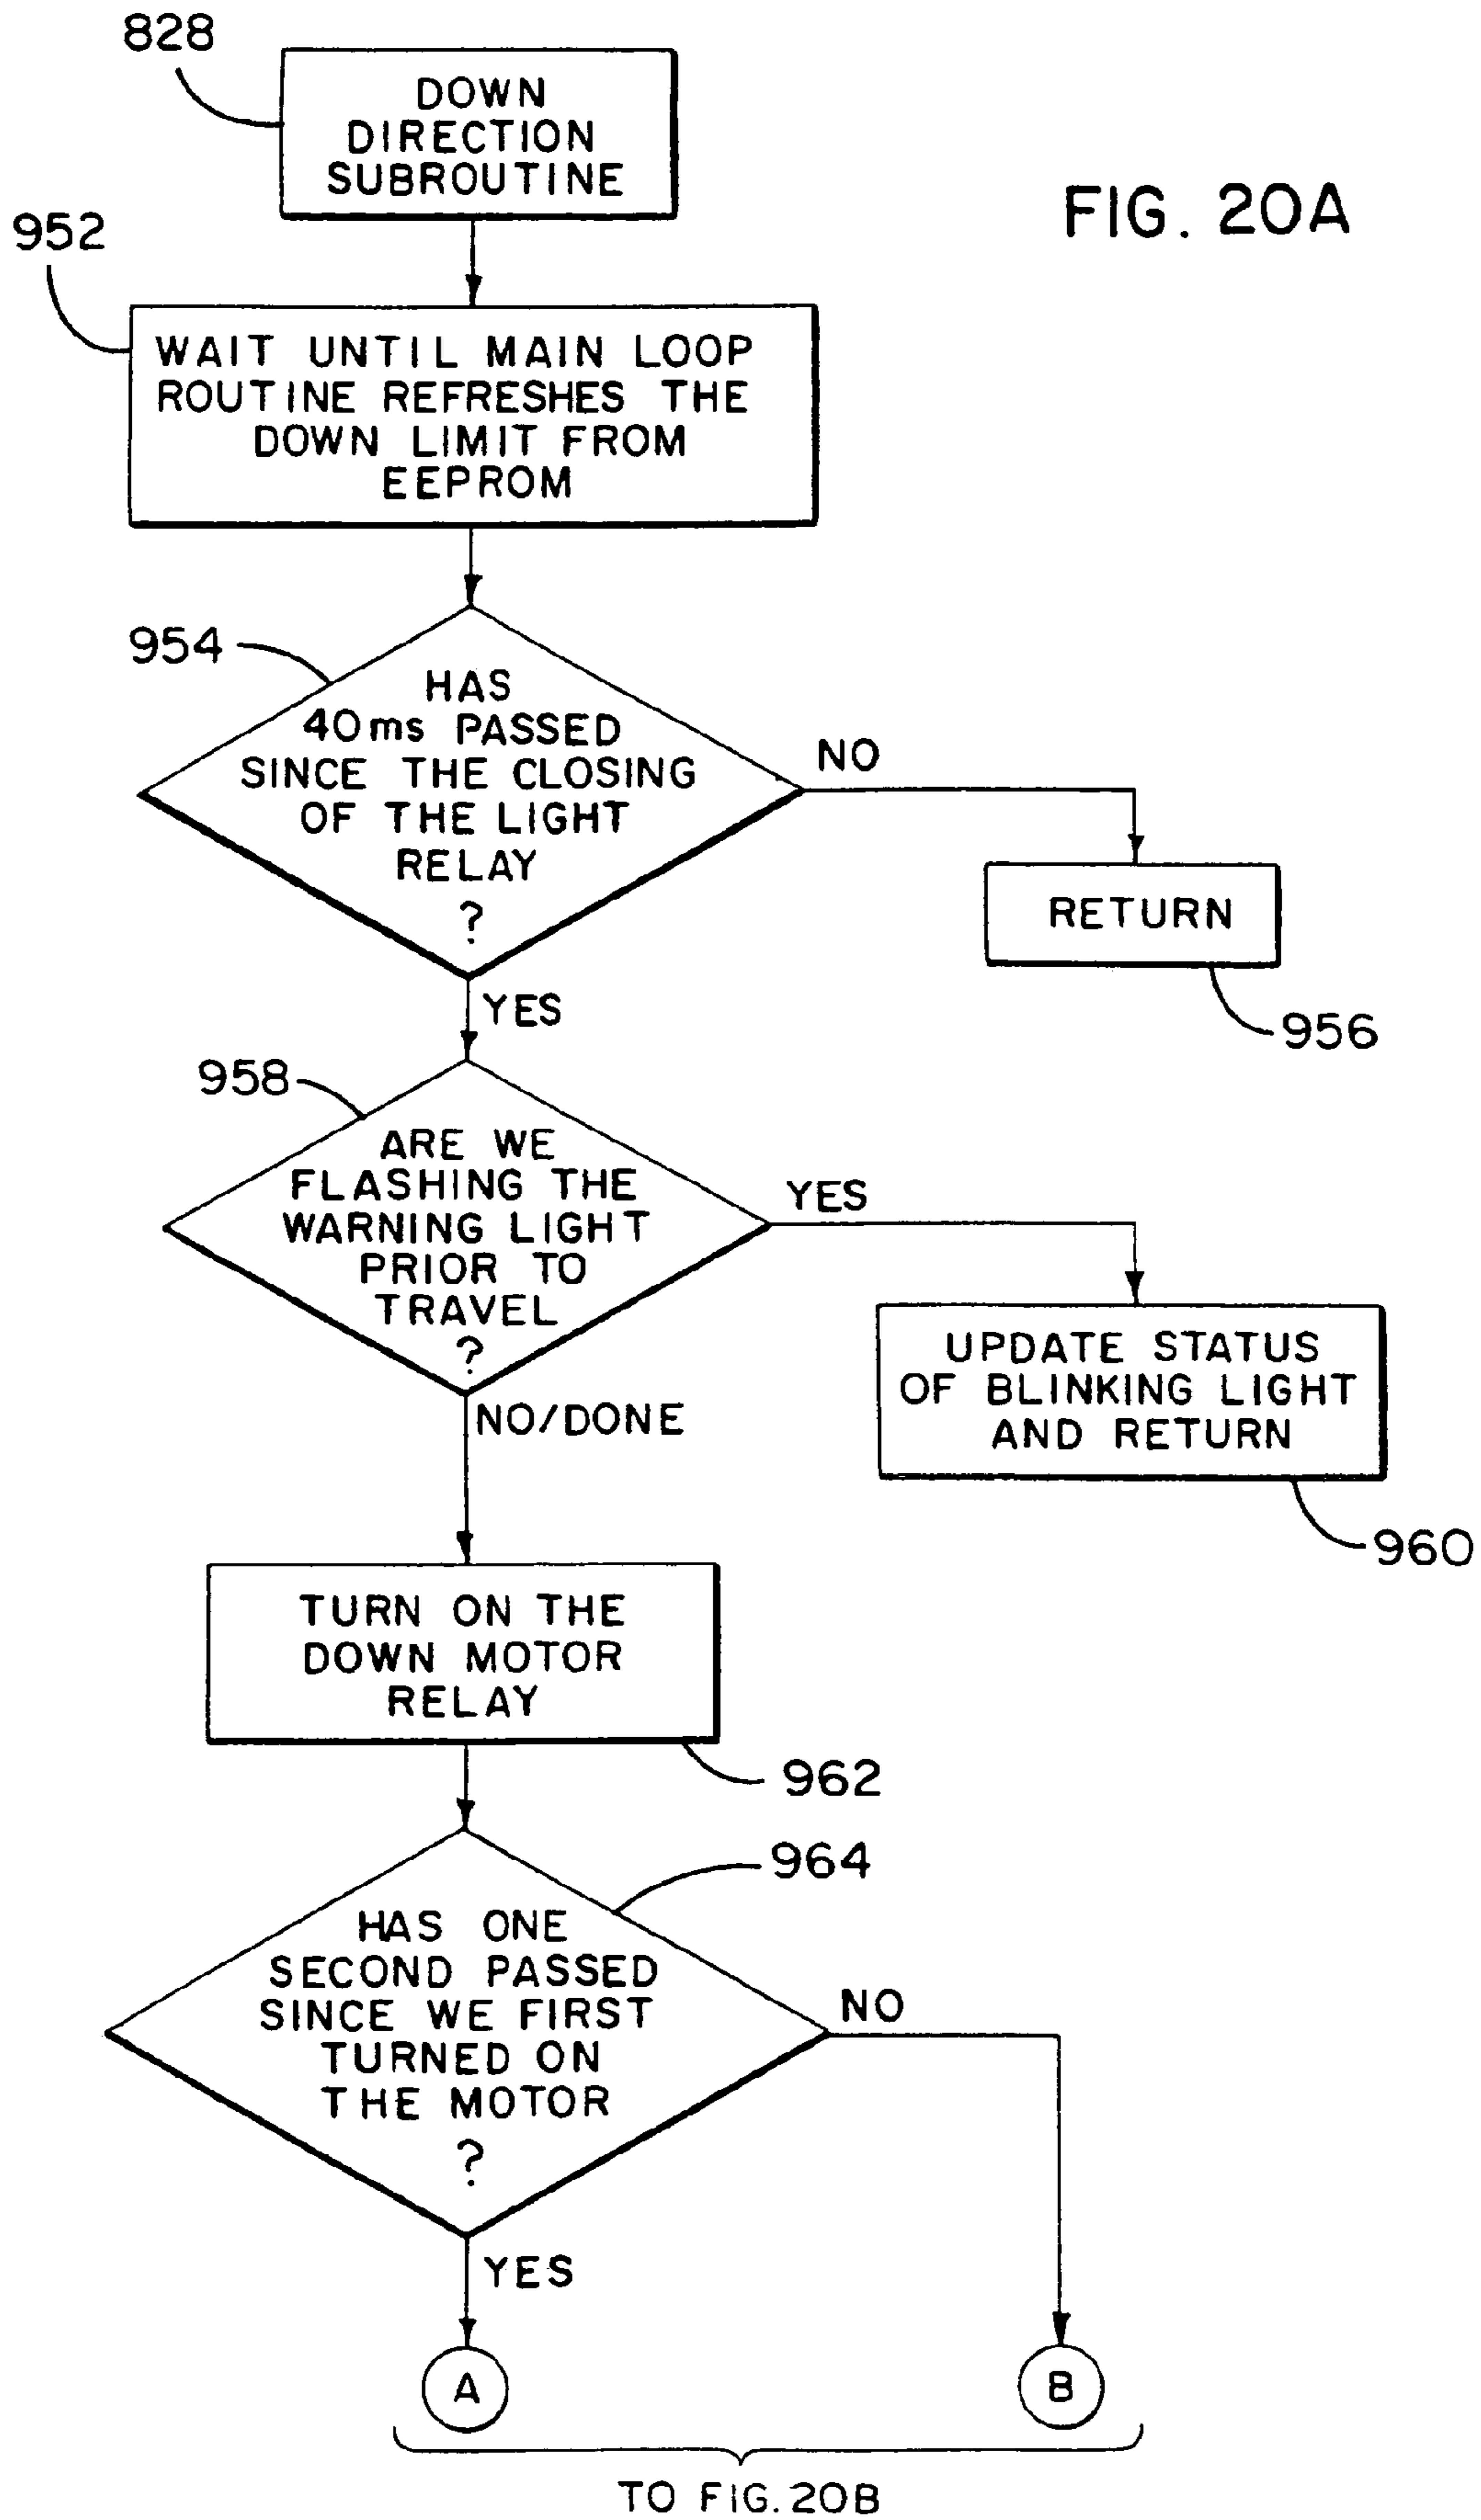 828
DOWN
DIRECTION
SUBROUTINE
FIG. 20A
952
WAIT UNTIL MAIN LOOP
ROUTINE REFRESHES THE
DOWN LIMIT FROM
EEPROM
954
HAS
40ms PASSED
SINCE THE CLOSING
OF THE LIGHT
RELAY
?
NO
RETURN
956
YES
958
ARE WE
FLASHING THE
WARNING LIGHT
PRIOR TO
TRAVEL
?
YES
UPDATE STATUS
OF BLINKING LIGHT
AND RETURN
960
NO/DONE
TURN ON THE
DOWN MOTOR
RELAY
962
964
HAS ONE
SECOND PASSED
SINCE WE FIRST
TURNED ON
THE MOTOR
?
NO
YES
A
B
TO FIG. 20B